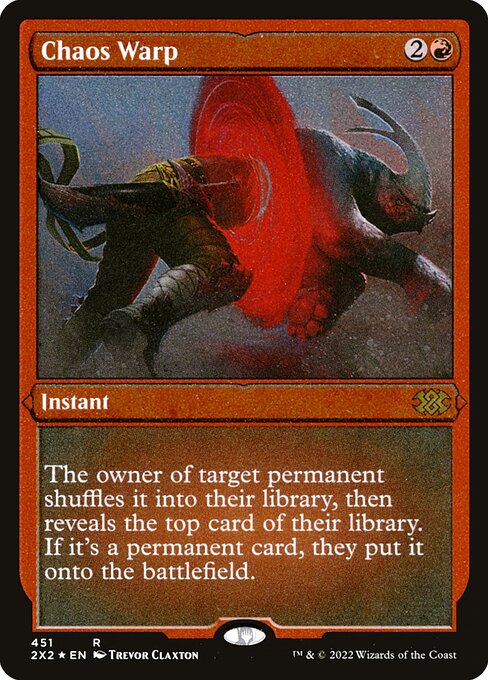 Chaos Warp 2
Instant
The owner of target permanent
shuffles it into their library, then
reveals the top card of their library.
If it's a permanent card, they put it
onto the battlefield.
451 R
2X2 ★ EN Trevor Claxton ™ & © 2022 Wizards of the Coast